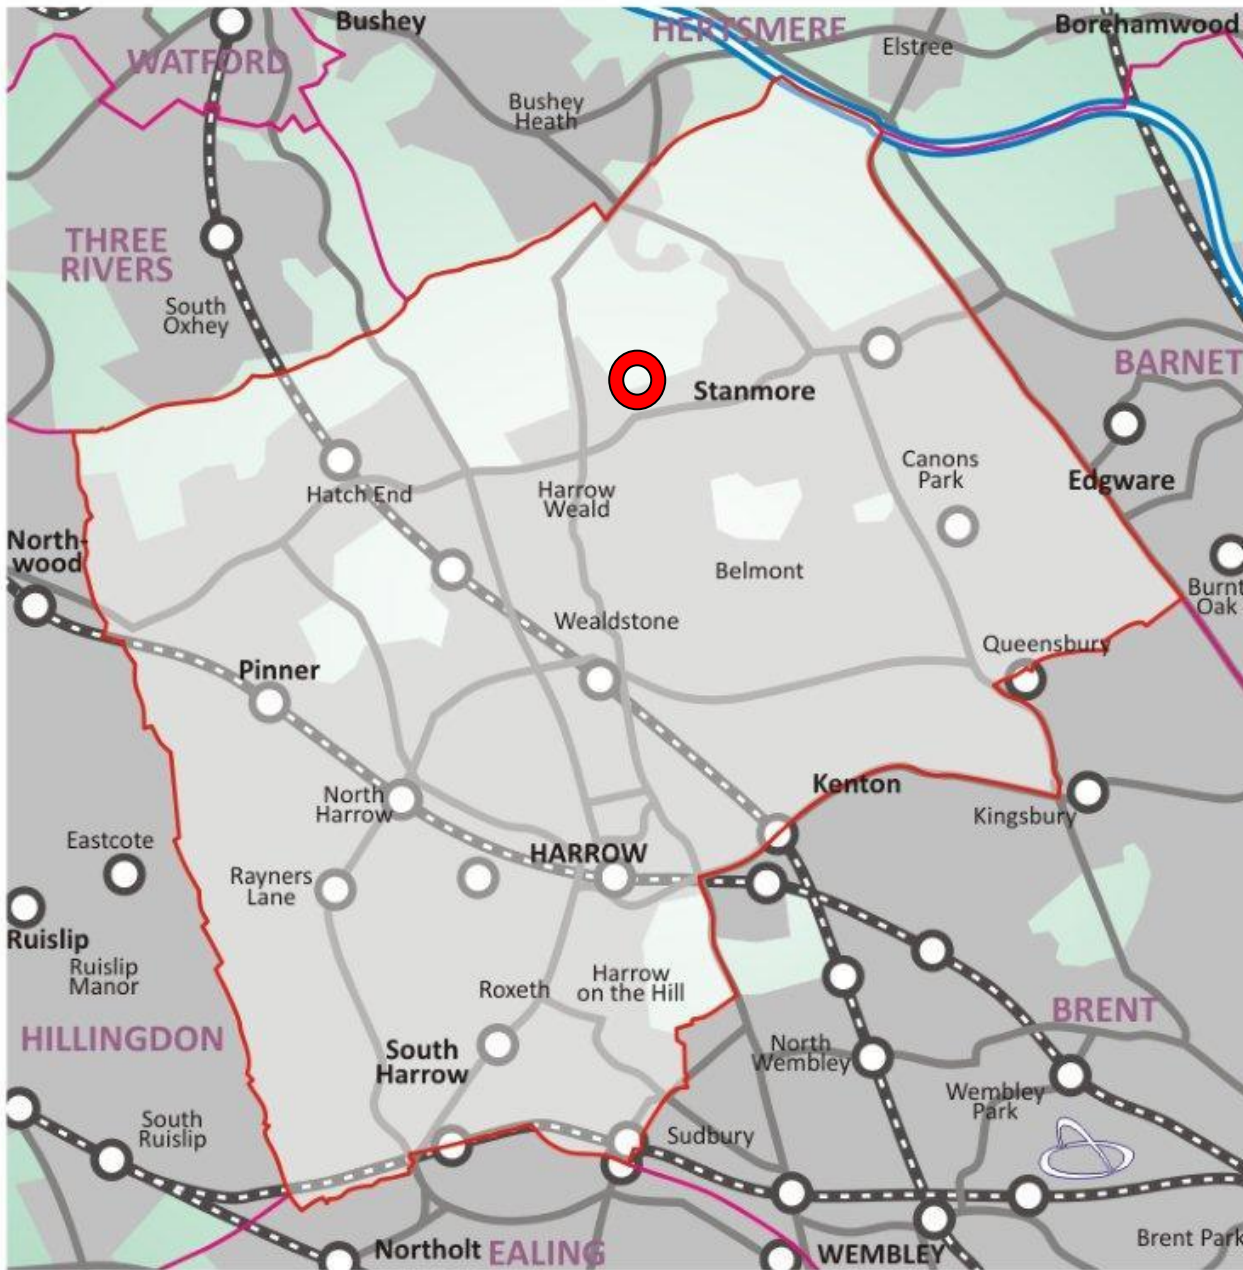 Bushey
HERTSMERE
Borehamwood
WATFORD
Elstree
Bushey
Heath
THREE
RIVERS
South
Oxhey
BARNET
Stanmore
Canons
Park
Edgware
Hatch End
Harrow
Weald
North-
wood
Belmont
Burnt
Oak
Wealdstone
Queensbury
Pinner
Kenton
North
Harrow
Kingsbury
Eastcote
HARROW
Rayners
Lane
Ruislip
Ruislip
Manor
Harrow
on the Hill
Roxeth
BRENT
HILLINGDON
South
Harrow
North
Wembley
Wembley
Park
South
Ruislip
Sudbury
Brent Park
Northolt
EALING
WEMBLEY